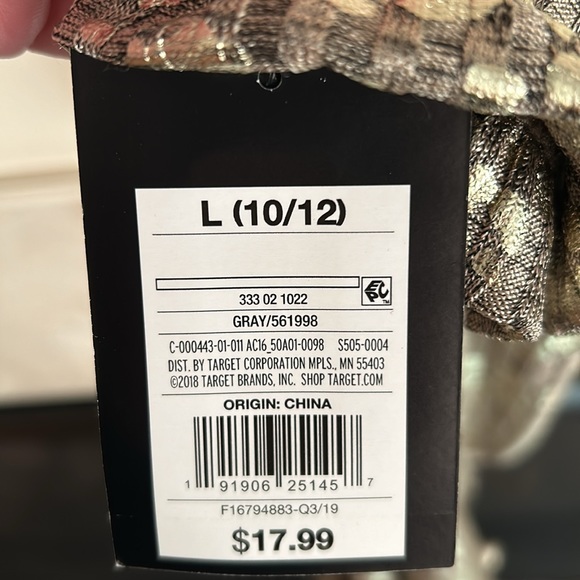 L (10/12)
EPC™
333 02 1022
GRAY/561998
C-000443-01-011 AC16_50A01-0098 S505-0004
DIST. BY TARGET CORPORATION MPLS., MN 55403
©2018 TARGET BRANDS, INC. SHOP TARGET.COM
ORIGIN: CHINA
1 91906 25145 7
F16794883-Q3/19
$17.99